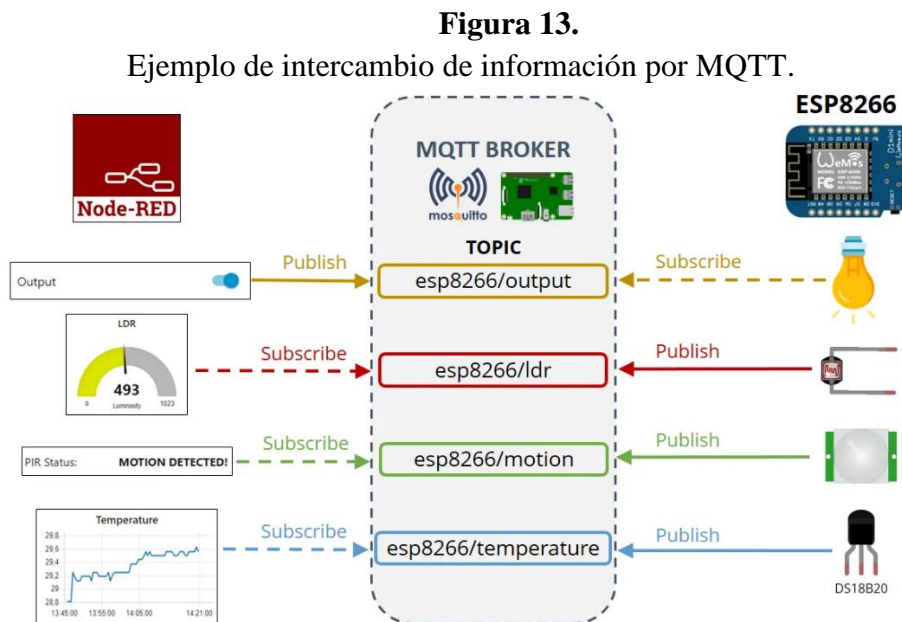 Figura 13.
Ejemplo de intercambio de información por MQTT.
ESP8266
MQTT BROKER
Node-RED
mosquitto
WeMos
D1mini
RESET
TOPIC
Output
Publish
esp8266/output
Subscribe
LDR
493
0
Luminosity
1023
Subscribe
esp8266/ldr
Publish
PIR Status: MOTION DETECTED!
Subscribe
esp8266/motion
Publish
Temperature
29.8
29.6
29.4
29.2
29
28.8
13:45:00 13:55:00 14:05:00 14:21:00
Subscribe
esp8266/temperature
Publish
DS18B20